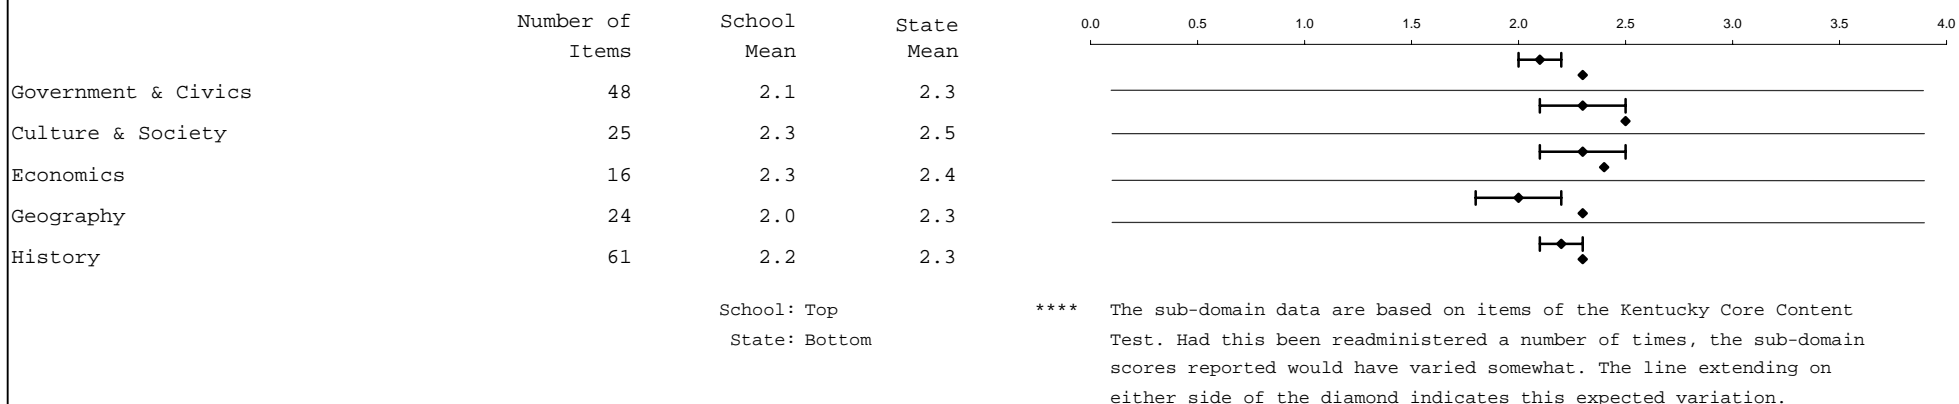 Number of School State
Items Mean Mean
0.0 0.5 1.0 1.5 2.0 2.5 3.0 3.5 4.0
Government & Civics 48 2.1 2.3
Culture & Society 25 2.3 2.5
Economics 16 2.3 2.4
Geography 24 2.0 2.3
History 61 2.2 2.3
School: Top
State: Bottom
**** The sub-domain data are based on items of the Kentucky Core Content
Test. Had this been readministered a number of times, the sub-domain
scores reported would have varied somewhat. The line extending on
either side of the diamond indicates this expected variation.